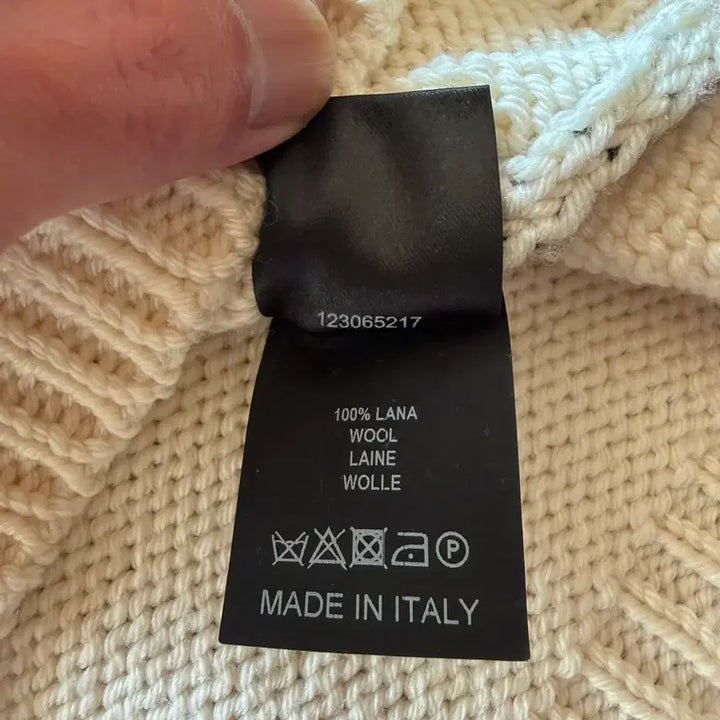 123065217
100% LANA
WOOL
LAINE
WOLLE
P
MADE IN ITALY